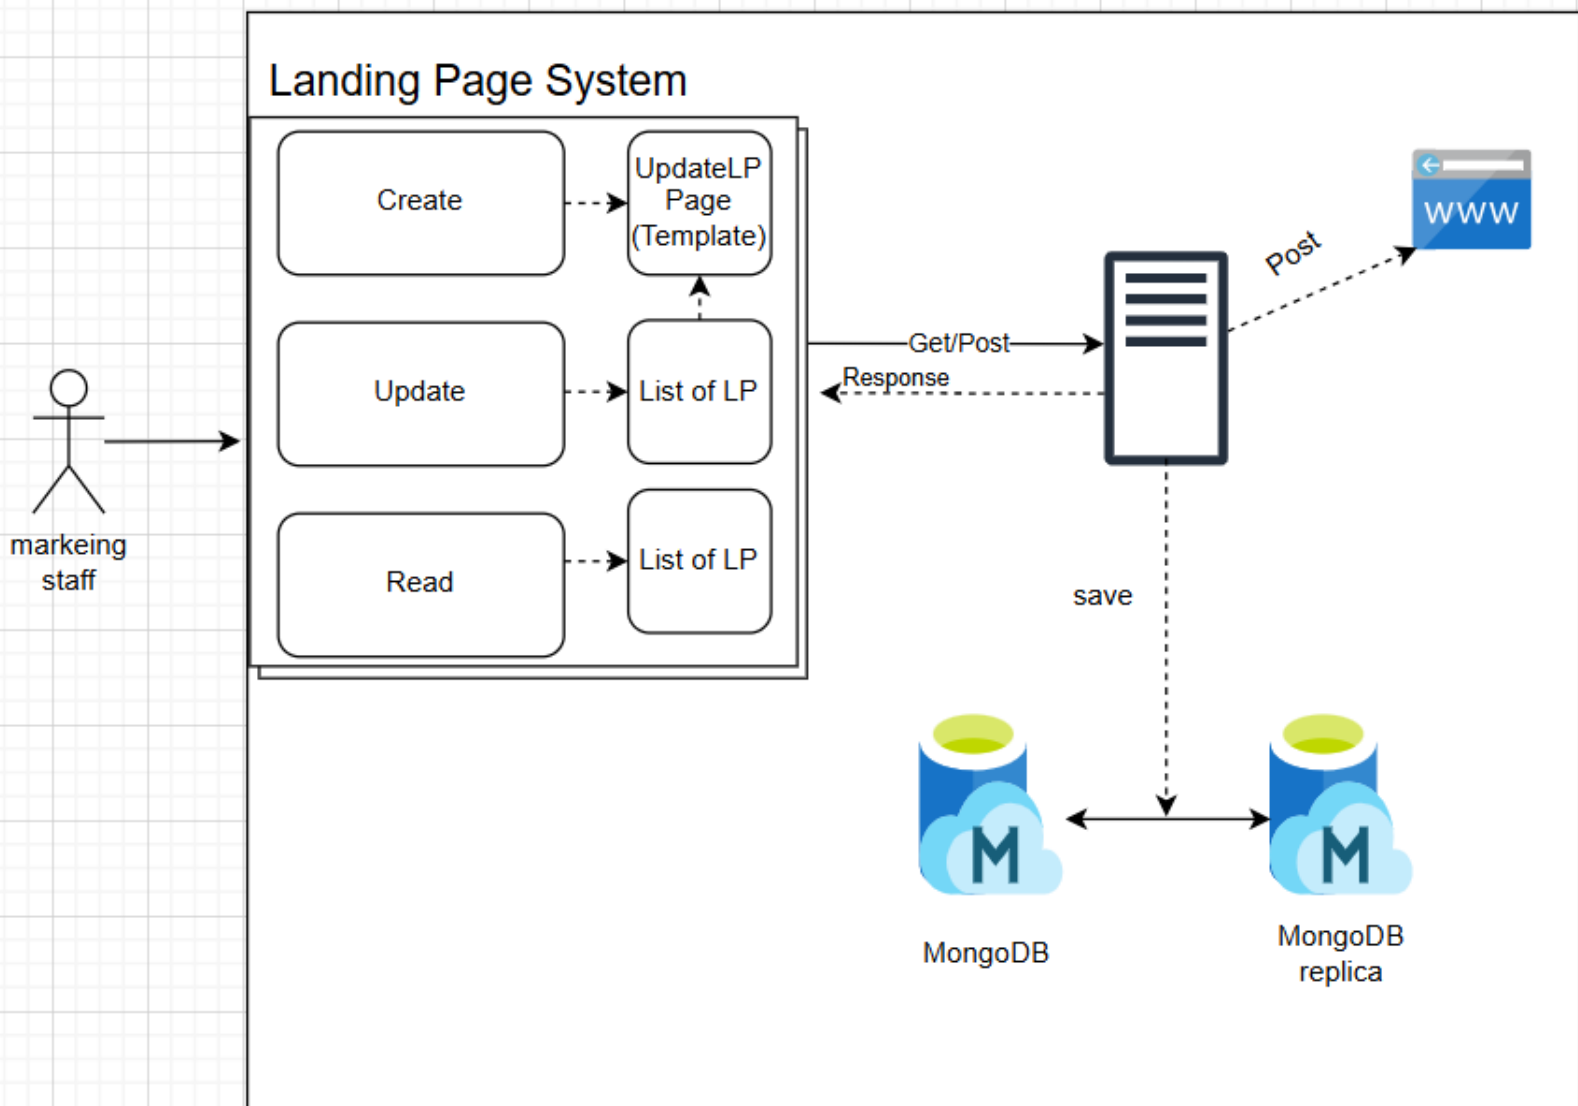 Landing Page System
Create
UpdateLP
Page
(Template)
Update
List of LP
Read
List of LP
markeing
staff
Get/Post
Response
Post
WWW
save
M
MongoDB
M
MongoDB
replica